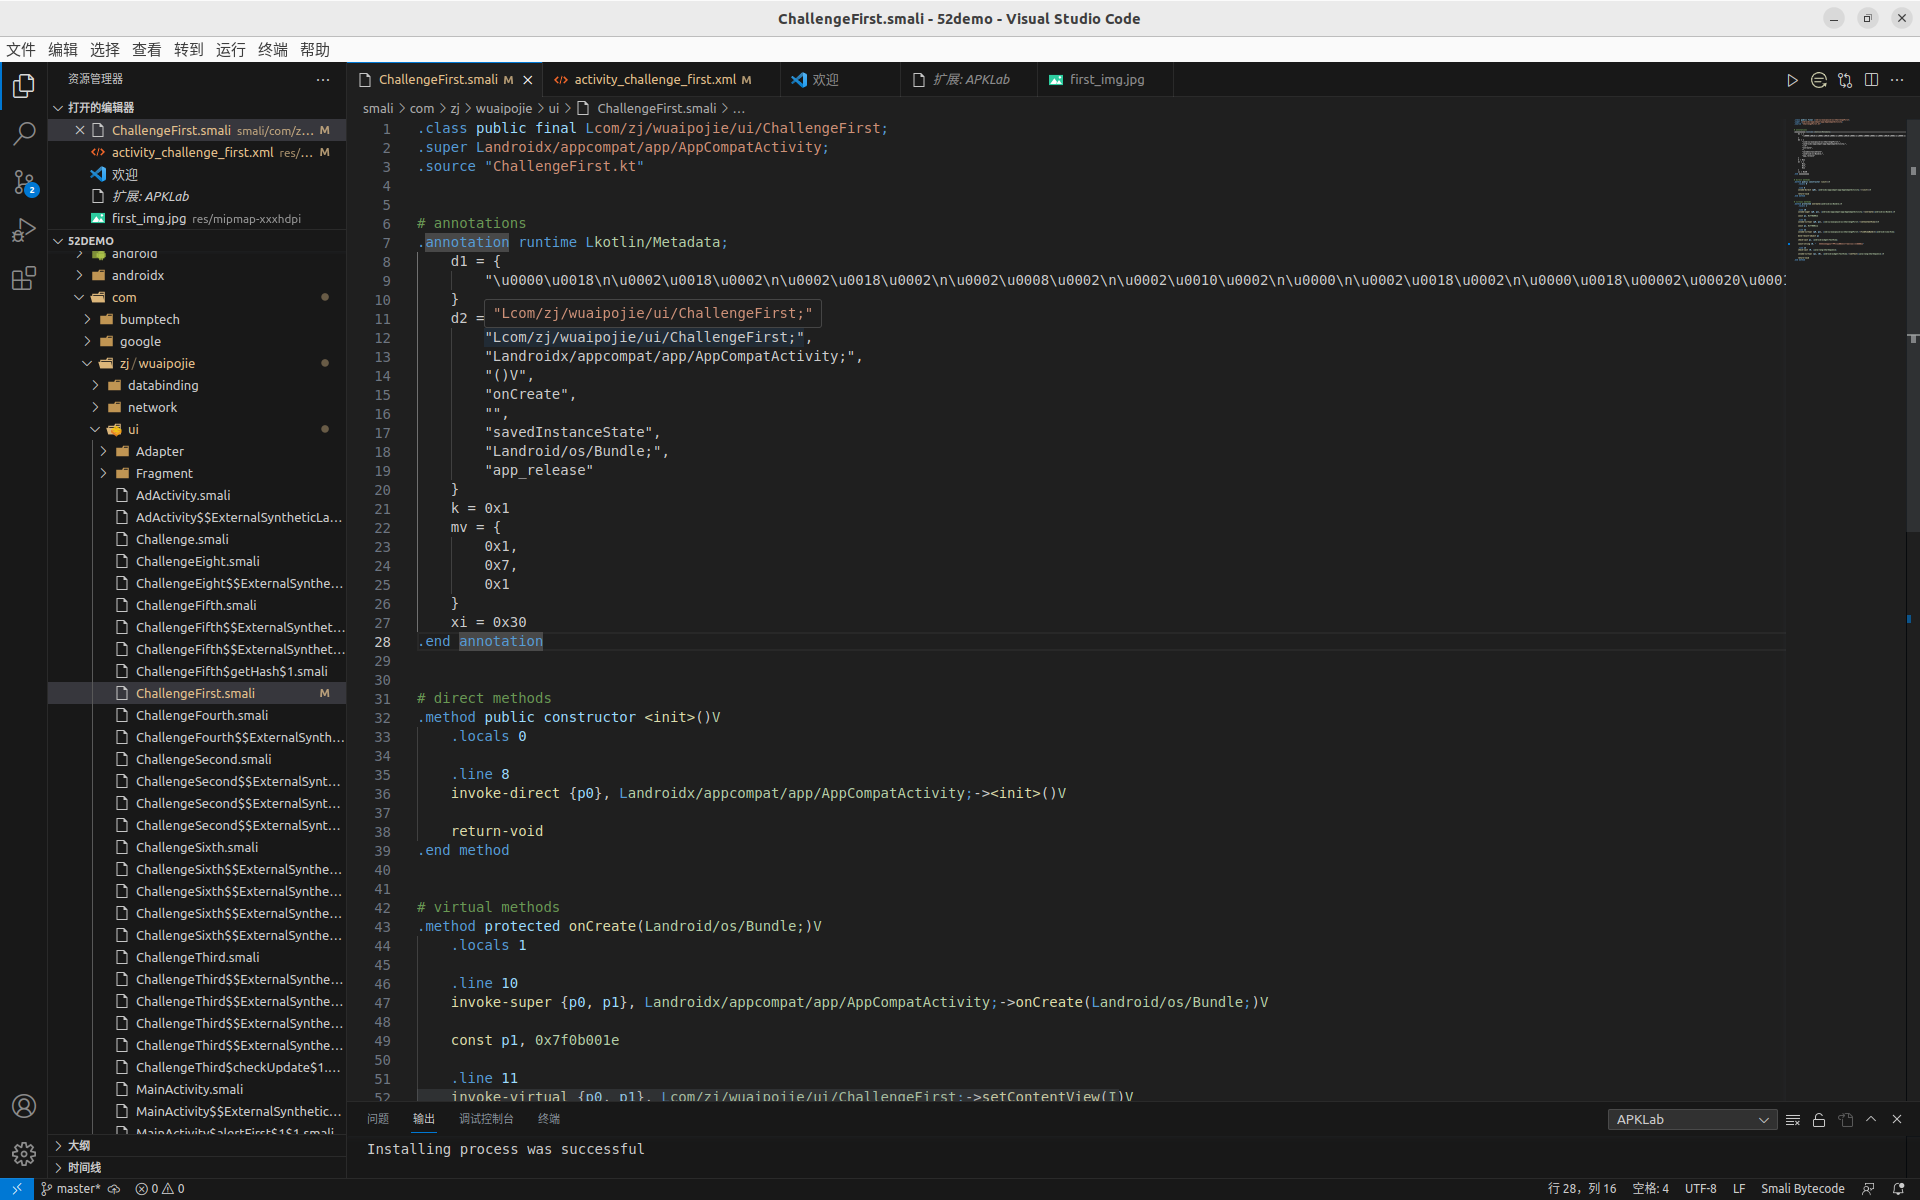 ChallengeFirst.smali - 52demo - Visual Studio Code
文件 编辑 选择 查看 转到 运行 终端 帮助
资源管理器
打开的编辑器
ChallengeFirst.smali smali/com/z... M
activity_challenge_first.xml res/... M
欢迎
扩展: APKLab
first_img.jpg res/mipmap-xxxhdpi
52DEMO
android
androidx
com
bumptech
google
zj / wuaipojie
databinding
network
ui
Adapter
Fragment
AdActivity.smali
AdActivity$$ExternalSyntheticLa...
Challenge.smali
ChallengeEight.smali
ChallengeEight$$ExternalSynthe...
ChallengeFifth.smali
ChallengeFifth$$ExternalSynthet...
ChallengeFifth$$ExternalSynthet...
ChallengeFifth$getHash$1.smali
ChallengeFirst.smali M
ChallengeFourth.smali
ChallengeFourth$$ExternalSynth...
ChallengeSecond.smali
ChallengeSecond$$ExternalSynt...
ChallengeSecond$$ExternalSynt...
ChallengeSecond$$ExternalSynt...
ChallengeSixth.smali
ChallengeSixth$$ExternalSynthe...
ChallengeSixth$$ExternalSynthe...
ChallengeSixth$$ExternalSynthe...
ChallengeSixth$$ExternalSynthe...
ChallengeThird.smali
ChallengeThird$$ExternalSynthe...
ChallengeThird$$ExternalSynthe...
ChallengeThird$$ExternalSynthe...
ChallengeThird$$ExternalSynthe...
ChallengeThird$checkUpdate$1....
MainActivity.smali
MainActivity$$ExternalSynthetic...
MainActivity$alertFirst$1$1.smali
大纲
时间线
ChallengeFirst.smali M
activity_challenge_first.xml M
欢迎
扩展: APKLab
first_img.jpg
smali > com > zj > wuaipojie > ui > ChallengeFirst.smali > ...
1 .class public final Lcom/zj/wuaipojie/ui/ChallengeFirst;
2 .super Landroidx/appcompat/app/AppCompatActivity;
3 .source "ChallengeFirst.kt"
4
5
6 # annotations
7 .annotation runtime Lkotlin/Metadata;
8 d1 = {
9 "\u0000\u0018\n\u0002\u0018\u0002\n\u0002\u0018\u0002\n\u0002\u0008\u0002\n\u0002\u0010\u0002\n\u0000\n\u0002\u0018\u0002\n\u0000\u0018\u00002\u00020\u000
10 }
"Lcom/zj/wuaipojie/ui/ChallengeFirst;"
11 d2 =
12 "Lcom/zj/wuaipojie/ui/ChallengeFirst;",
13 "Landroidx/appcompat/app/AppCompatActivity;",
14 "()V",
15 "onCreate",
16 "",
17 "savedInstanceState",
18 "Landroid/os/Bundle;",
19 "app_release"
20 }
21 k = 0x1
22 mv = {
23 0x1,
24 0x7,
25 0x1
26 }
27 xi = 0x30
28 .end annotation
29
30
31 # direct methods
32 .method public constructor <init>()V
33 .locals 0
34
35 .line 8
36 invoke-direct {p0}, Landroidx/appcompat/app/AppCompatActivity;-><init>()V
37
38 return-void
39 .end method
40
41
42 # virtual methods
43 .method protected onCreate(Landroid/os/Bundle;)V
44 .locals 1
45
46 .line 10
47 invoke-super {p0, p1}, Landroidx/appcompat/app/AppCompatActivity;->onCreate(Landroid/os/Bundle;)V
48
49 const p1, 0x7f0b001e
50
51 .line 11
52 invoke-virtual {p0, p1}, Lcom/zj/wuaipojie/ui/ChallengeFirst;->setContentView(I)V
问题 输出 调试控制台 终端
APKLab
Installing process was successful
2
master* 0 0
行 28，列 16 空格: 4 UTF-8 LF Smali Bytecode